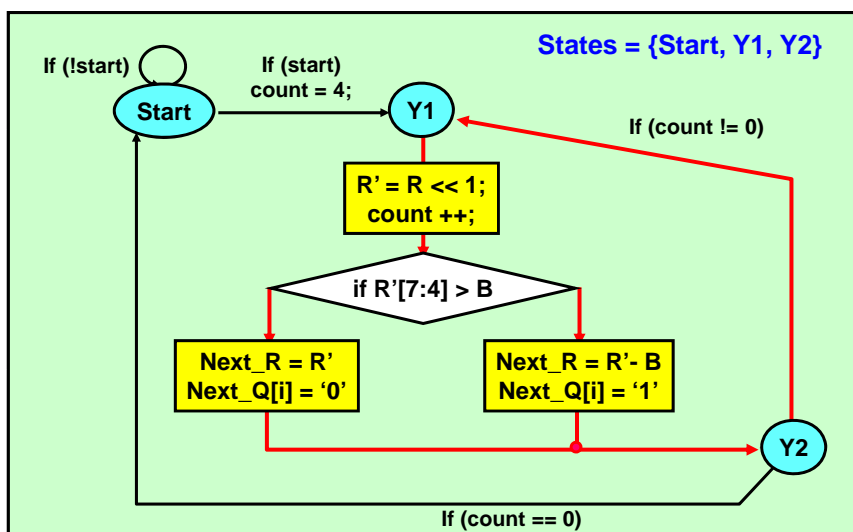 States = {Start, Y1, Y2}
If (!start)
If (start)
count = 4;
Start
Y1
If (count != 0)
R’ = R << 1;
count ++;
if R’[7:4] > B
Next_R = R’
Next_Q[i] = ‘0’
Next_R = R’- B
Next_Q[i] = ‘1’
Y2
If (count == 0)